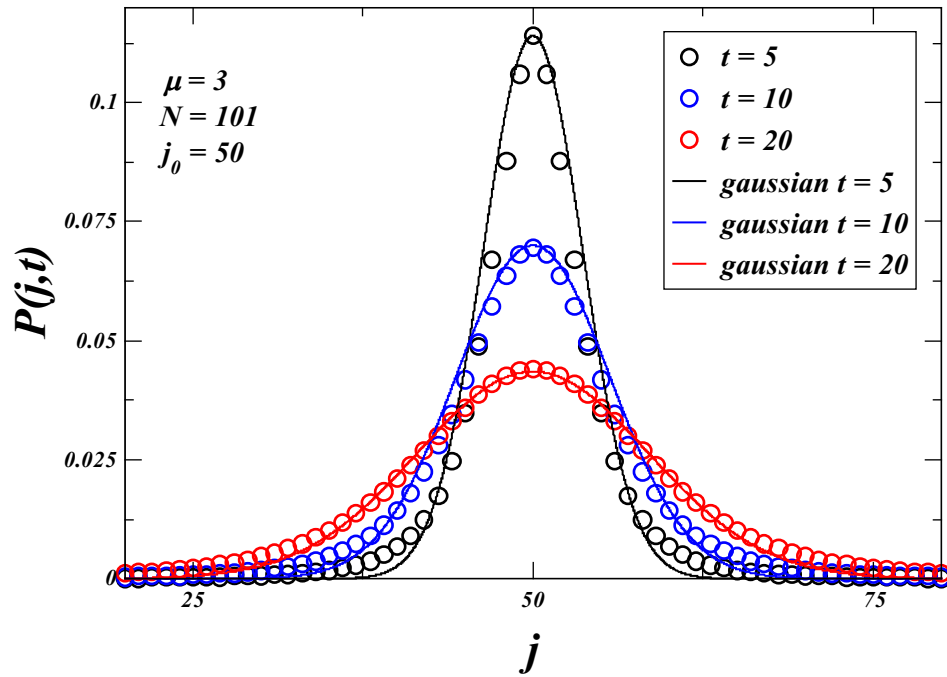 P(j,t)
0.1
0.075
0.05
0.025
0
μ = 3
N = 101
j₀ = 50
t = 5
t = 10
t = 20
gaussian t = 5
gaussian t = 10
gaussian t = 20
25
50
75
j